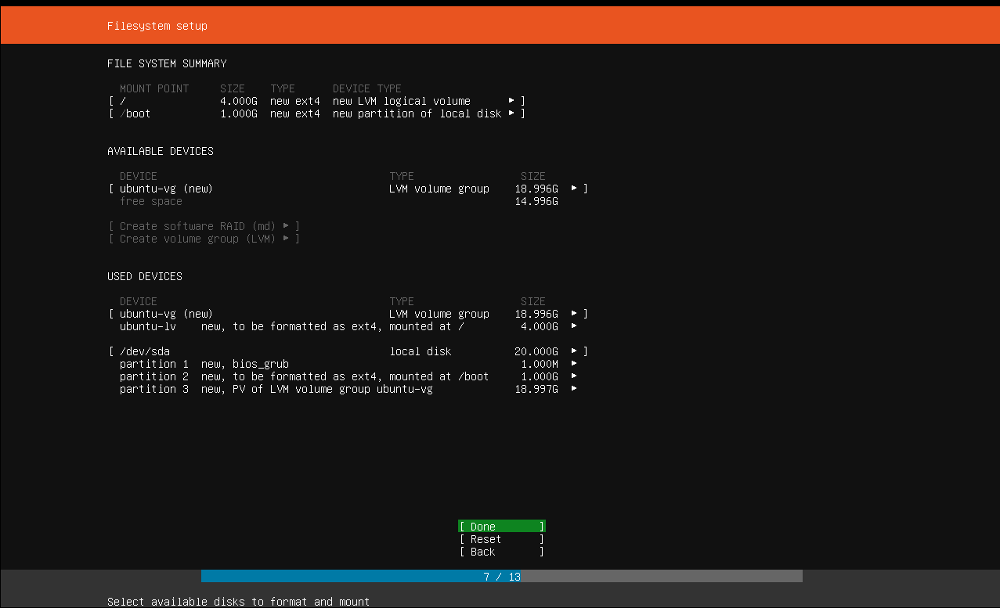 Filesystem setup
FILE SYSTEM SUMMARY
MOUNT POINT SIZE TYPE DEVICE TYPE
[ / 4.000G new ext4 new LVM logical volume ▸ ]
[ /boot 1.000G new ext4 new partition of local disk ▸ ]
AVAILABLE DEVICES
DEVICE TYPE SIZE
[ ubuntu-vg (new) LVM volume group 18.996G ▸ ]
free space 14.996G
[ Create software RAID (md) ▸ ]
[ Create volume group (LVM) ▸ ]
USED DEVICES
DEVICE TYPE SIZE
[ ubuntu-vg (new) LVM volume group 18.996G ▸ ]
ubuntu-lv new, to be formatted as ext4, mounted at / 4.000G ▸
[ /dev/sda local disk 20.000G ▸ ]
partition 1 new, bios_grub 1.000M ▸
partition 2 new, to be formatted as ext4, mounted at /boot 1.000G ▸
partition 3 new, PV of LVM volume group ubuntu-vg 18.997G ▸
[ Done ]
[ Reset ]
[ Back ]
7 / 13
Select available disks to format and mount